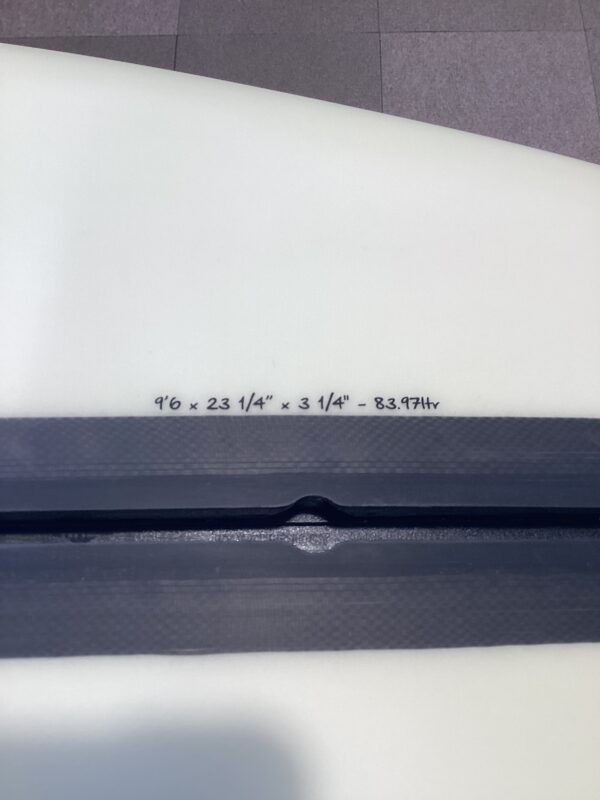 9'6 x 23 1/4" x 3 1/4" - 83.97ltr